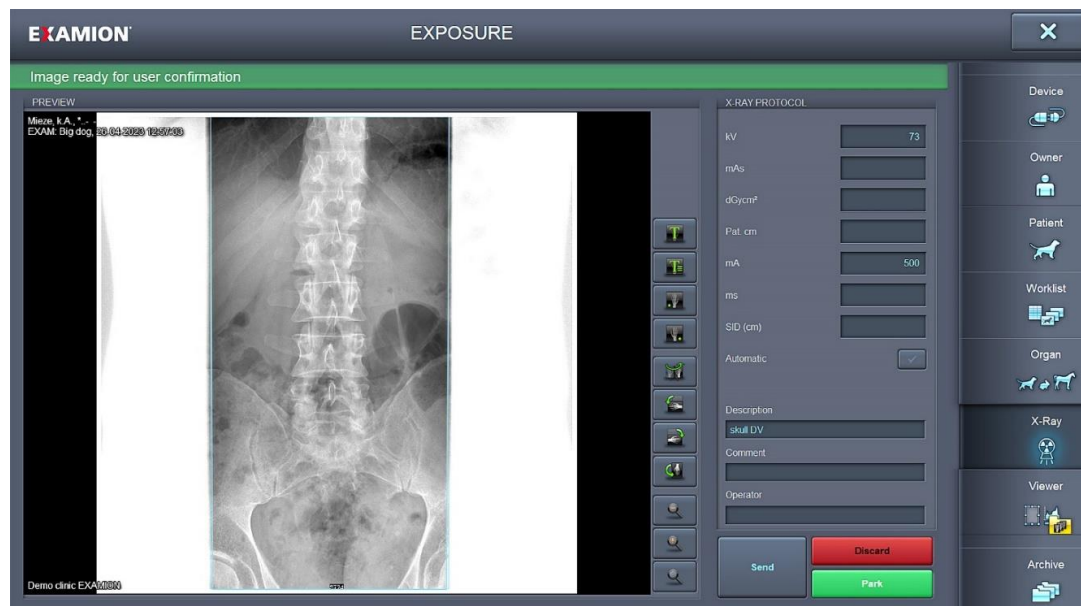 EXAMION
EXPOSURE
Image ready for user confirmation
PREVIEW
Mieze, k.A., *.-. -
EXAM: Big dog, 26-04-2023 12:57:03
Demo clinic EXAMION
X-RAY PROTOCOL
kV 73
mAs
dGycm²
Pat. cm
mA 500
ms
SID (cm)
Automatic
Description
skull DV
Comment
Operator
Send
Discard
Park
Device
Owner
Patient
Worklist
Organ
X-Ray
Viewer
Archive